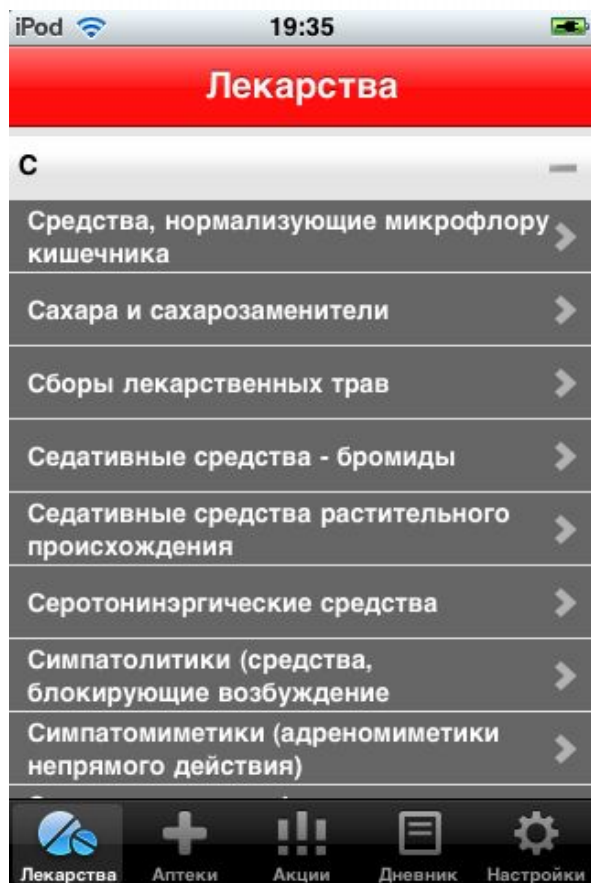 iPod 19:35
Лекарства
С
Средства, нормализующие микрофлору
кишечника
Сахара и сахарозаменители
Сборы лекарственных трав
Седативные средства - бромиды
Седативные средства растительного
происхождения
Серотонинэргические средства
Симпатолитики (средства,
блокирующие возбуждение
Симпатомиметики (адреномиметики
непрямого действия)
Лекарства Аптеки Акции Дневник Настройки